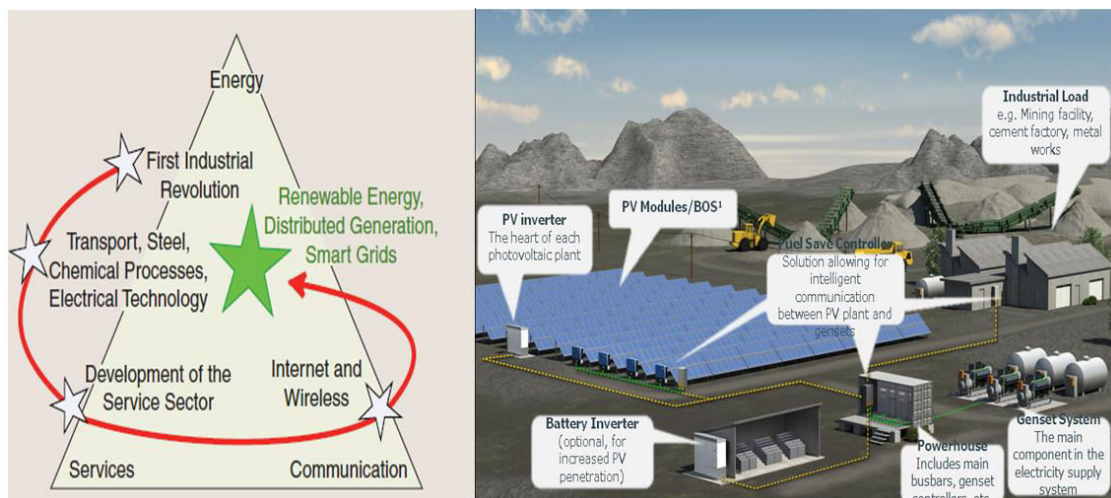 Energy
First Industrial
Revolution
Renewable Energy,
Distributed Generation,
Smart Grids
Transport, Steel,
Chemical Processes,
Electrical Technology
Development of the
Service Sector
Internet and
Wireless
Services
Communication
Industrial Load
e.g. Mining facility,
cement factory, metal
works
PV Modules/BOS¹
PV inverter
The heart of each
photovoltaic plant
Fuel Save Controller
Solution allowing for
intelligent
communication
between PV plant and
gensets
Battery Inverter
(optional, for
increased PV
penetration)
Powerhouse
Includes main
busbars, genset
controllers, etc.
Genset System
The main
component in the
electricity supply
system